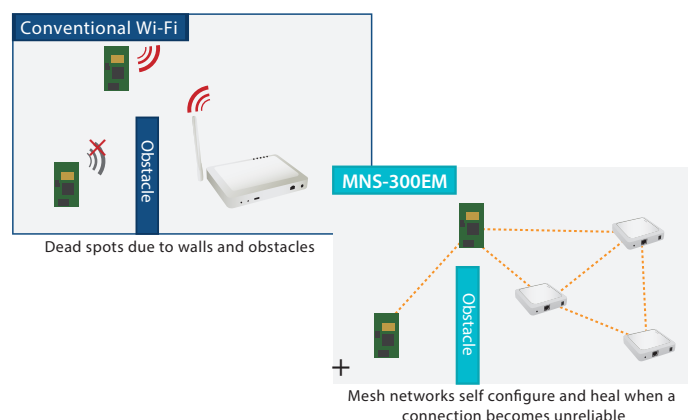 Conventional Wi-Fi
Obstacle
Dead spots due to walls and obstacles
MNS-300EM
Obstacle
+
Mesh networks self configure and heal when a
connection becomes unreliable